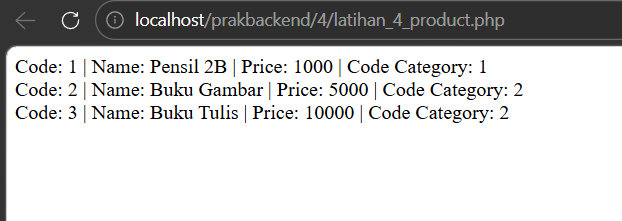 localhost/prakbackend/4/latihan_4_product.php
Code: 1 | Name: Pensil 2B | Price: 1000 | Code Category: 1
Code: 2 | Name: Buku Gambar | Price: 5000 | Code Category: 2
Code: 3 | Name: Buku Tulis | Price: 10000 | Code Category: 2